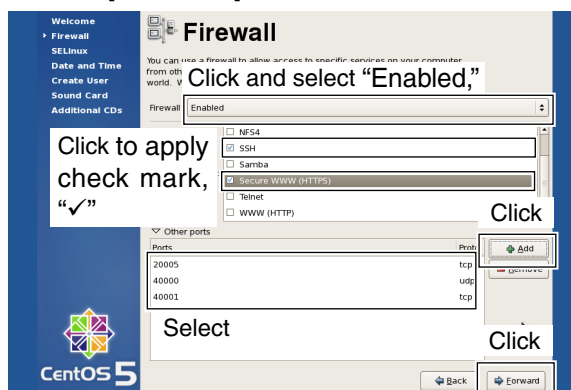 Welcome
Firewall
SELinux
Date and Time
Create User
Sound Card
Additional CDs
Firewall
You can use a firewall to allow access to specific services on your computer
from oth
world. W
Click and select “Enabled,”
Firewall
Enabled
Click to apply
check mark,
“✓”
NFS4
SSH
Samba
Secure WWW (HTTPS)
Telnet
WWW (HTTP)
Click
Other ports
Ports
Proto
Add
Remove
20005 tcp
40000 udp
40001 tcp
Select
Click
CentOS 5
Back
Forward